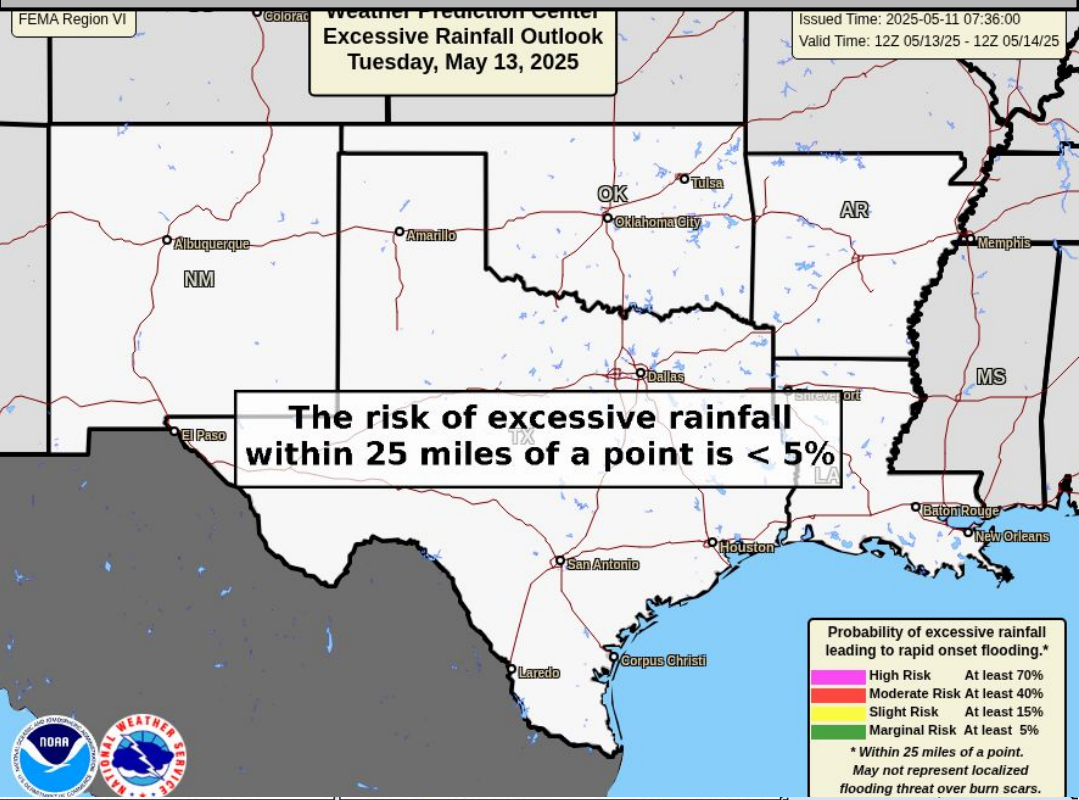 FEMA Region VI
Weather Prediction Center
Excessive Rainfall Outlook
Tuesday, May 13, 2025
Issued Time: 2025-05-11 07:36:00
Valid Time: 12Z 05/13/25 - 12Z 05/14/25
Colorad
Tulsa
OK
Oklahoma City
AR
Albuquerque
Amarillo
Memphis
NM
Dallas
MS
Shreveport
The risk of excessive rainfall
within 25 miles of a point is < 5%
El Paso
TX
LA
Baton Rouge
New Orleans
Houston
San Antonio
Corpus Christi
Laredo
Probability of excessive rainfall
leading to rapid onset flooding.*
High Risk At least 70%
Moderate Risk At least 40%
Slight Risk At least 15%
Marginal Risk At least 5%
* Within 25 miles of a point.
May not represent localized
flooding threat over burn scars.
NOAA
NATIONAL WEATHER SERVICE